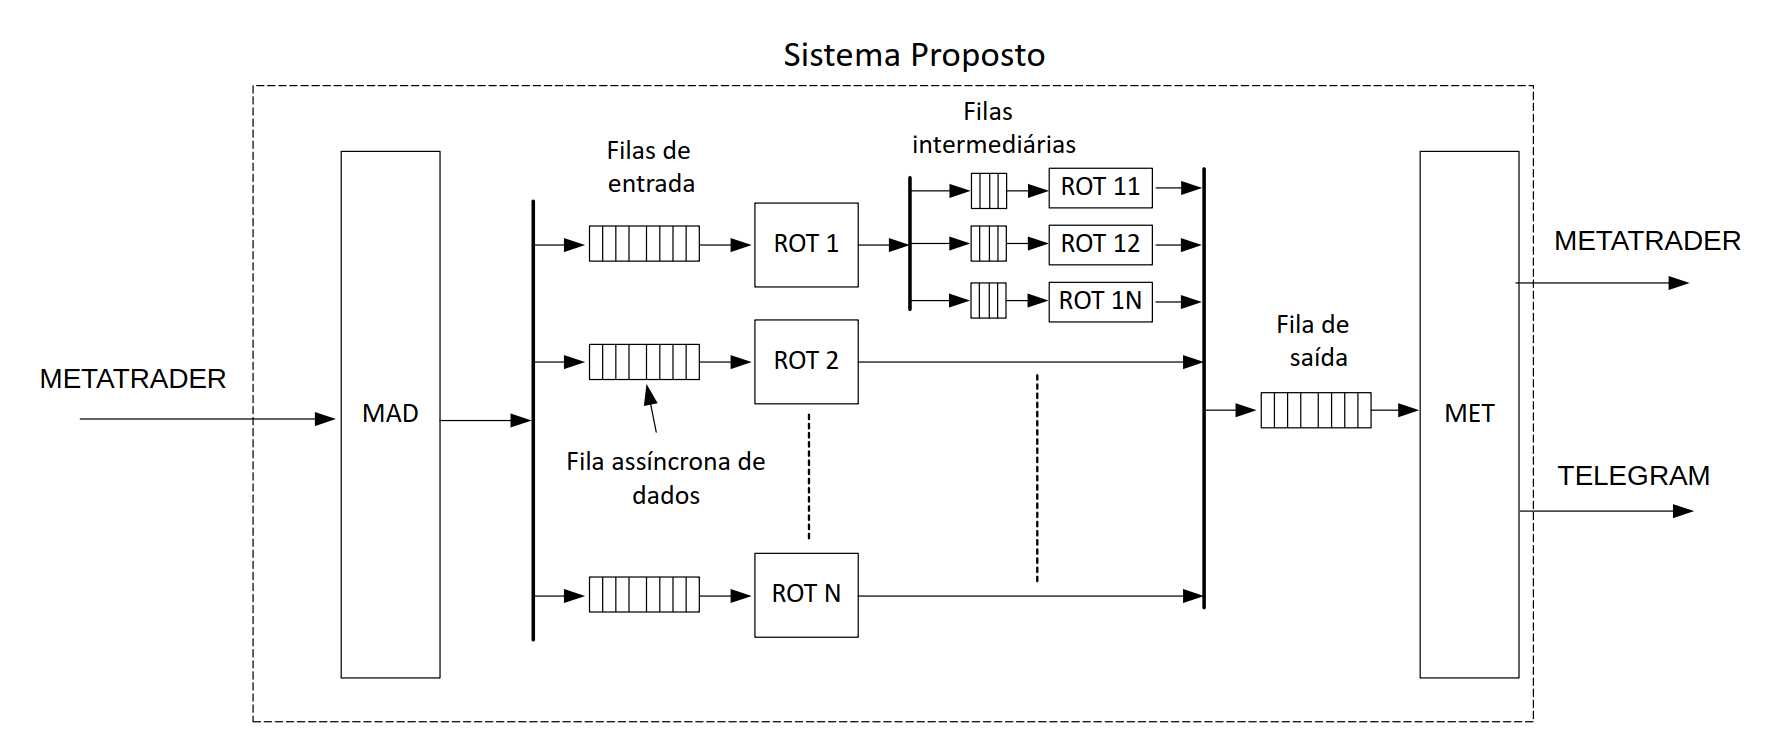 Sistema Proposto
Filas
intermediárias
Filas de
entrada
ROT 11
ROT 1
ROT 12
ROT 1N
METATRADER
Fila de
saída
ROT 2
METATRADER
MAD
MET
Fila assíncrona de
dados
TELEGRAM
ROT N